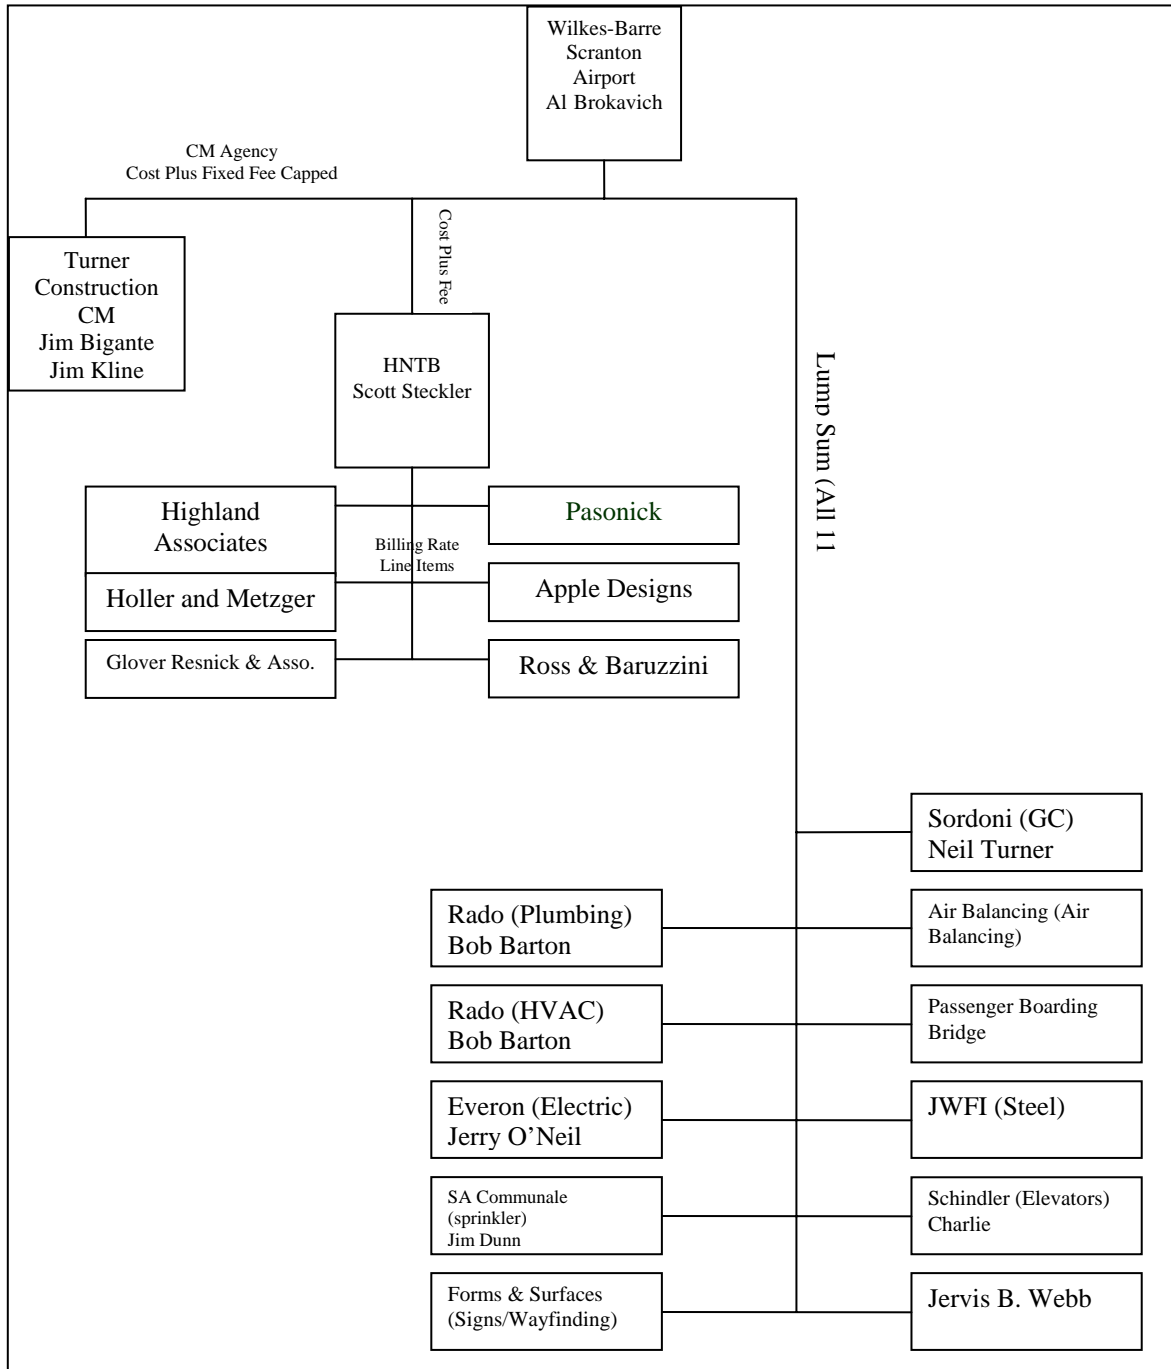 Wilkes-Barre
Scranton
Airport
Al Brokavich
CM Agency
Cost Plus Fixed Fee Capped
Turner
Construction
CM
Jim Bigante
Jim Kline
Cost Plus Fee
HNTB
Scott Steckler
Lump Sum (All 11
Highland
Associates
Pasonick
Billing Rate
Line Items
Holler and Metzger
Apple Designs
Glover Resnick & Asso.
Ross & Baruzzini
Sordoni (GC)
Neil Turner
Rado (Plumbing)
Bob Barton
Air Balancing (Air
Balancing)
Rado (HVAC)
Bob Barton
Passenger Boarding
Bridge
Everon (Electric)
Jerry O’Neil
JWFI (Steel)
SA Communale
(sprinkler)
Jim Dunn
Schindler (Elevators)
Charlie
Forms & Surfaces
(Signs/Wayfinding)
Jervis B. Webb